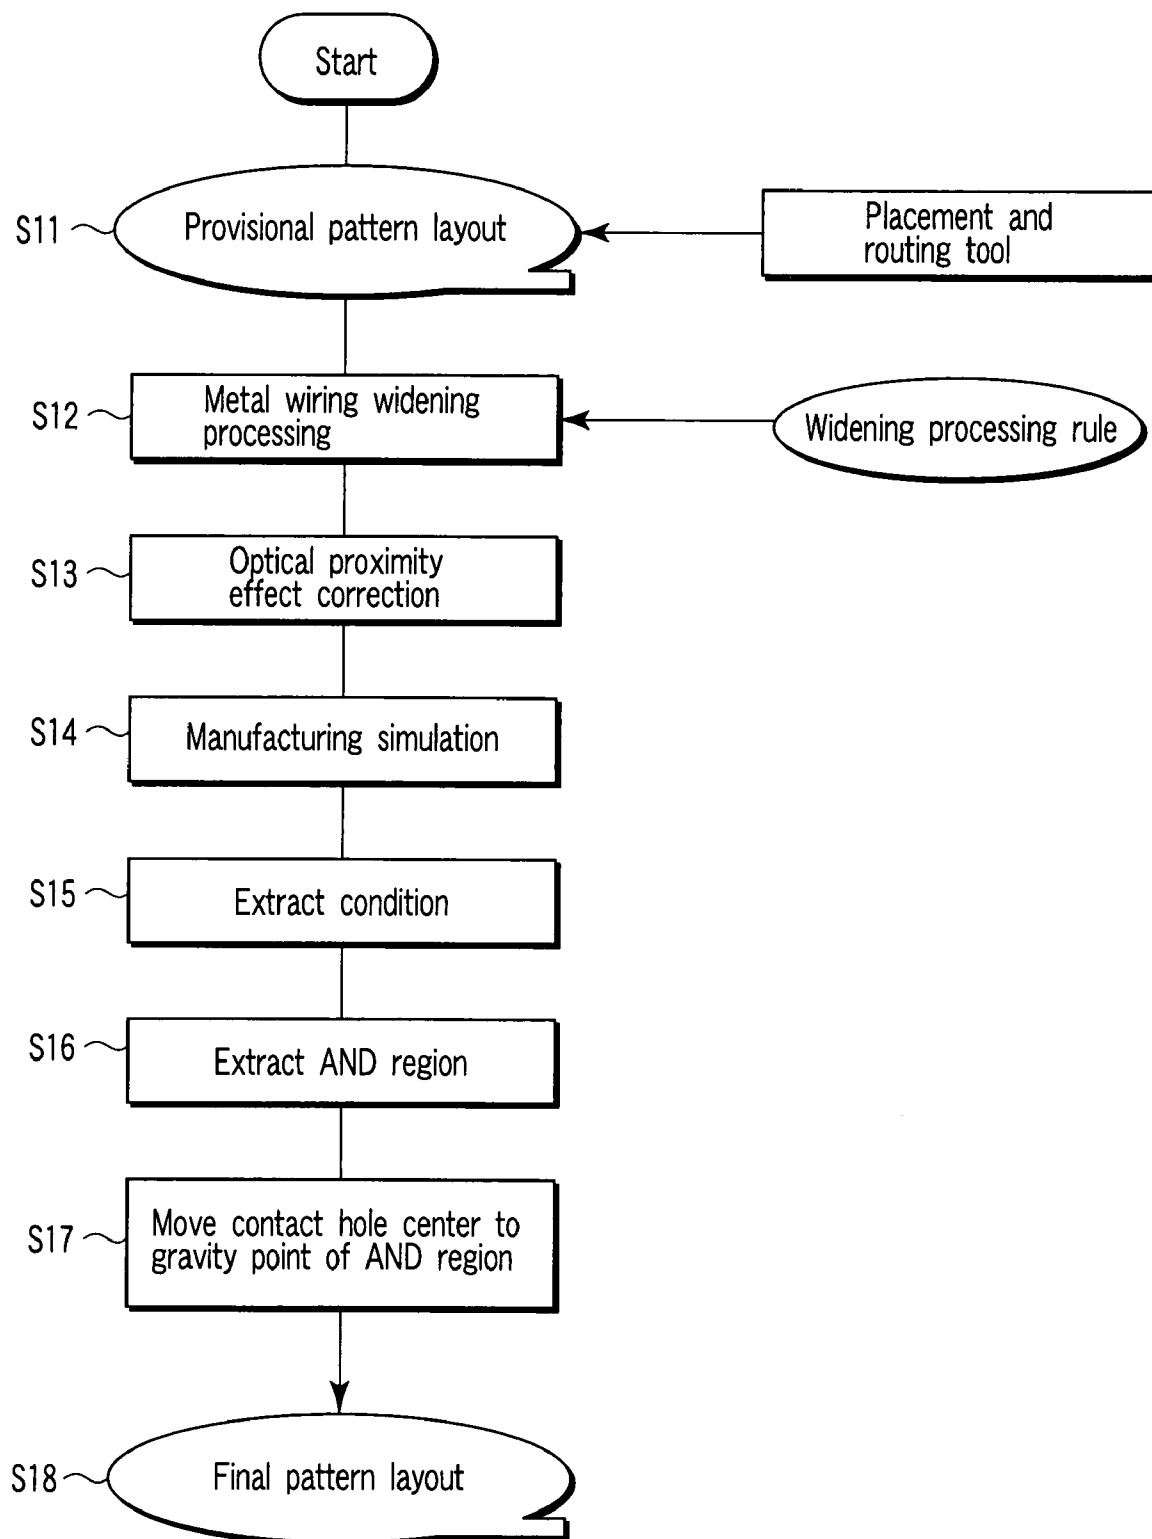 Start
S11
Provisional pattern layout
Placement and
routing tool
S12
Metal wiring widening
processing
Widening processing rule
S13
Optical proximity
effect correction
S14
Manufacturing simulation
S15
Extract condition
S16
Extract AND region
S17
Move contact hole center to
gravity point of AND region
S18
Final pattern layout